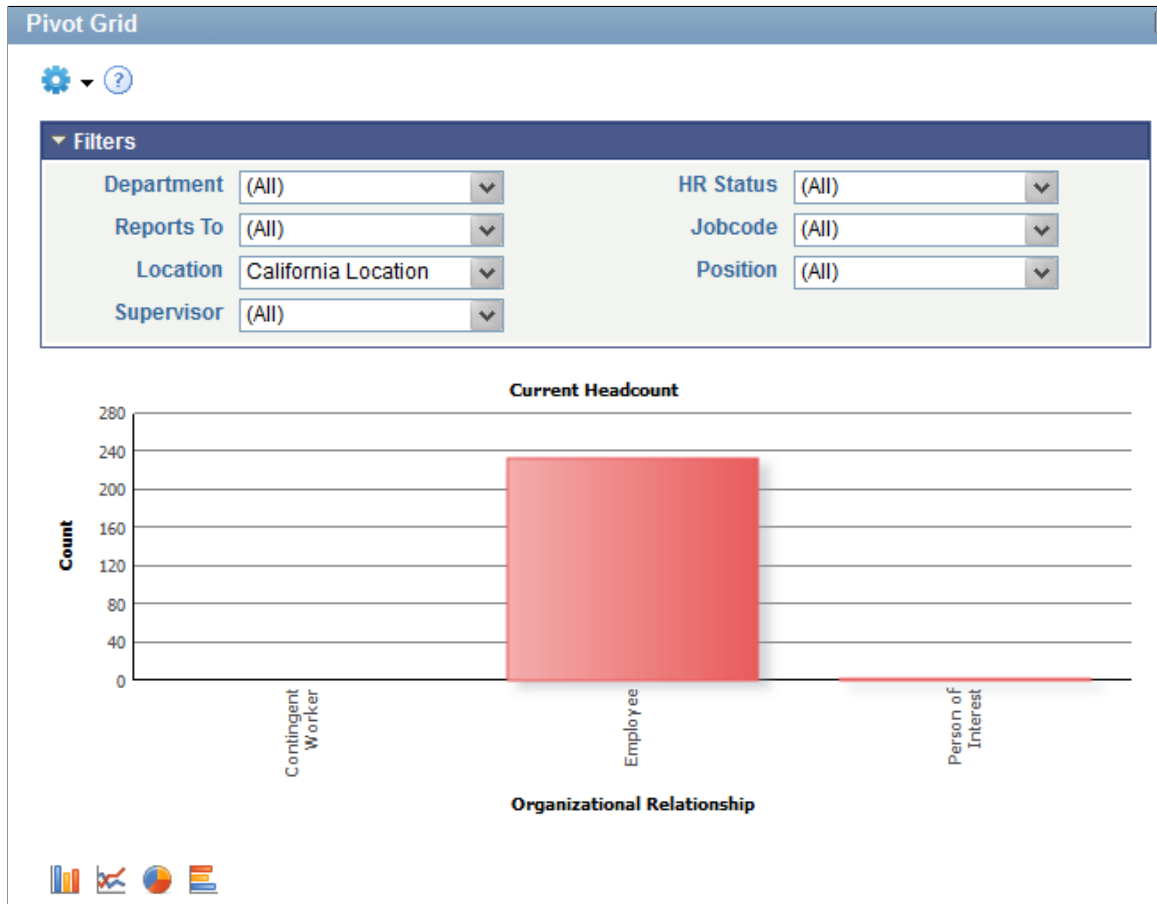 Pivot Grid
?
Filters
Department (All) HR Status (All)
Reports To (All) Jobcode (All)
Location California Location Position (All)
Supervisor (All)
Current Headcount
280
240
200
160
120
80
40
0
Count
Contingent
Worker
Employee
Person of
Interest
Organizational Relationship